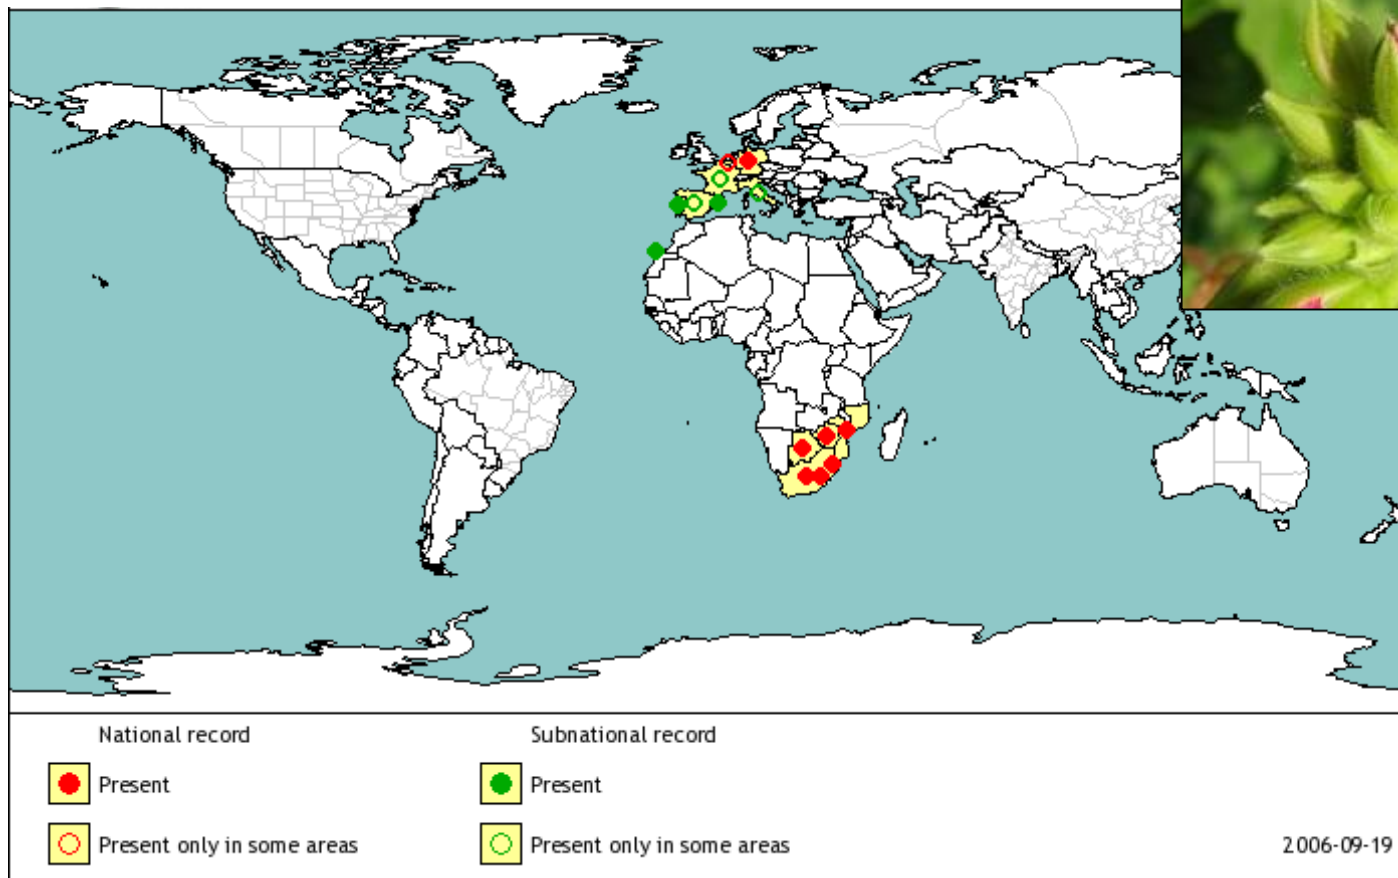 National record
Subnational record
Present
Present
Present only in some areas
Present only in some areas
2006-09-19